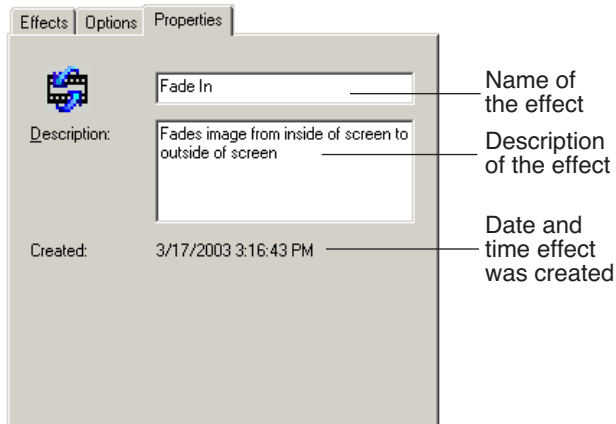 Effects Options Properties
Fade In
Name of
the effect
Description:
Fades image from inside of screen to
outside of screen
Description
of the effect
Created:
3/17/2003 3:16:43 PM
Date and
time effect
was created